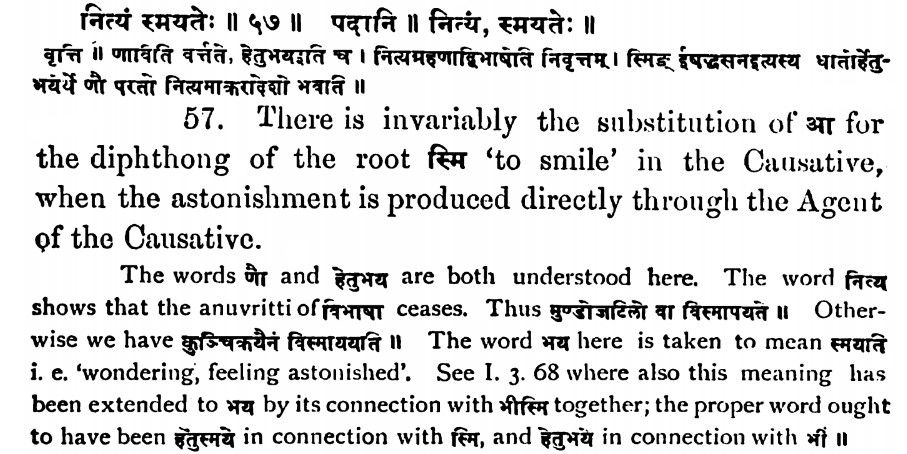 नित्यं स्मयतेः ॥ ५७ ॥ पदानि ॥ नित्यं, स्मयतेः ॥
वृत्ति ॥ णाविति वर्त्तते, हेतुभयइति च । नित्यग्रहणाद्विभाषेति निवृत्तम् । स्मिङ् ईषद्धसनइत्यस्य धातोर्हेतु-
भयर्थे णौ परतो नित्यमाकारादेशो भवति ॥
57. There is invariably the substitution of आ for
the diphthong of the root स्मि 'to smile' in the Causative,
when the astonishment is produced directly through the Agent
of the Causative.
The words णै and हेतुभय are both understood here. The word नित्य
shows that the anuvritti of विभाषा ceases. Thus मुण्डोजटिलो वा विस्मापयते ॥ Other-
wise we have कुञ्चिकयैनं विस्माययति ॥ The word भय here is taken to mean स्मयति
i. e. 'wondering, feeling astonished'. See I. 3. 68 where also this meaning has
been extended to भय by its connection with भीस्मि together; the proper word ought
to have been हेतुस्मये in connection with स्मि, and हेतुभये in connection with भी ॥